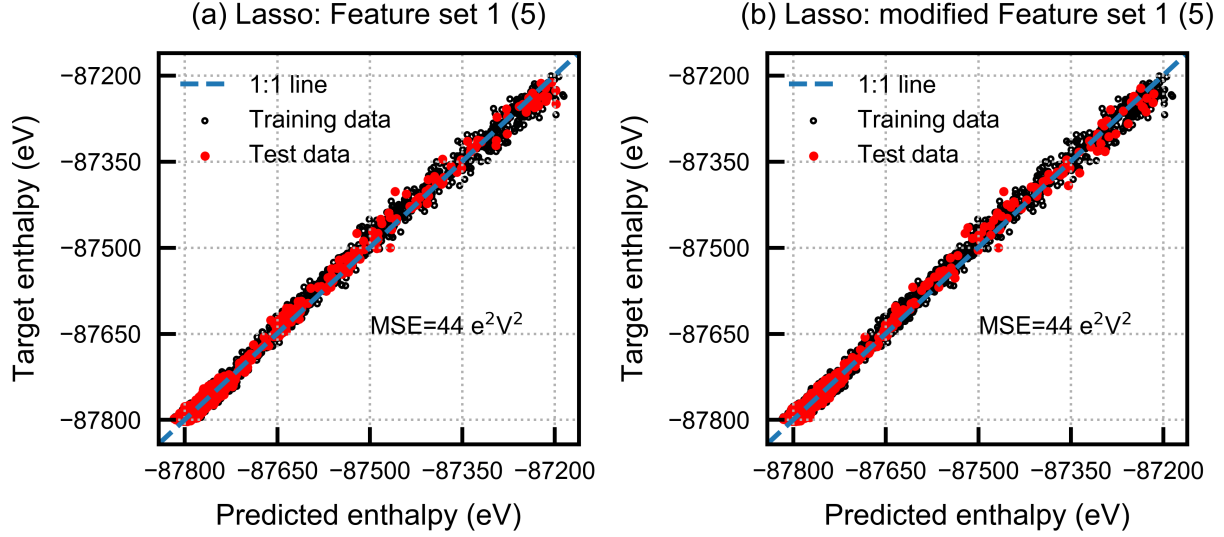 (a) Lasso: Feature set 1 (5)
−87200
−87350
−87500
−87650
−87800
Target enthalpy (eV)
1:1 line
Training data
Test data
MSE=44 e²V²
−87800 −87650 −87500 −87350 −87200
Predicted enthalpy (eV)
(b) Lasso: modified Feature set 1 (5)
−87200
−87350
−87500
−87650
−87800
Target enthalpy (eV)
1:1 line
Training data
Test data
MSE=44 e²V²
−87800 −87650 −87500 −87350 −87200
Predicted enthalpy (eV)